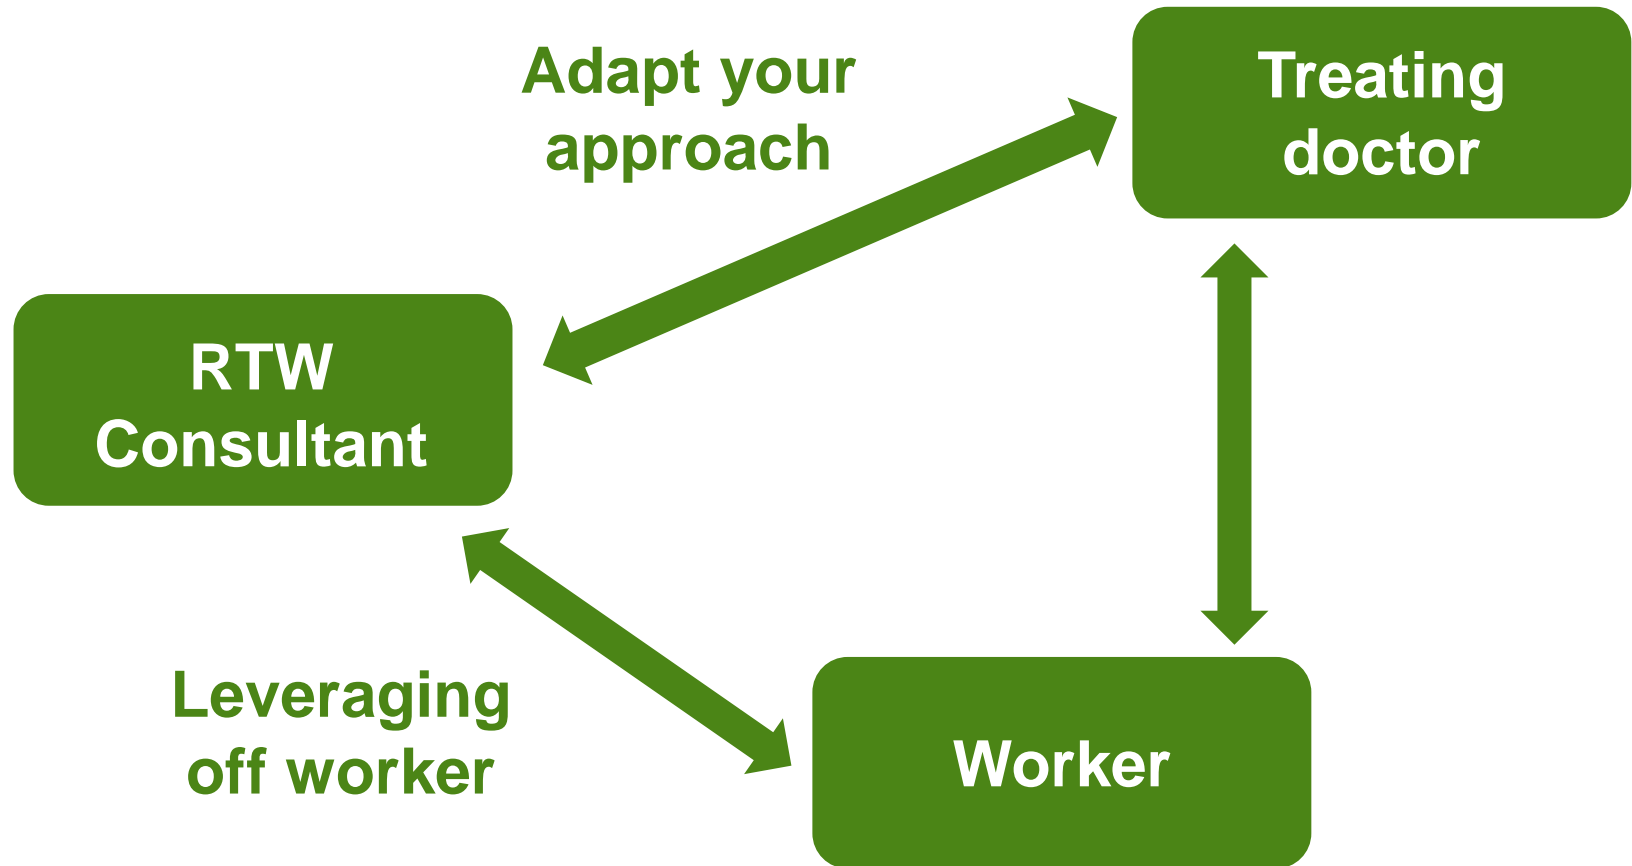 Adapt your
approach
Treating
doctor
RTW
Consultant
Leveraging
off worker
Worker